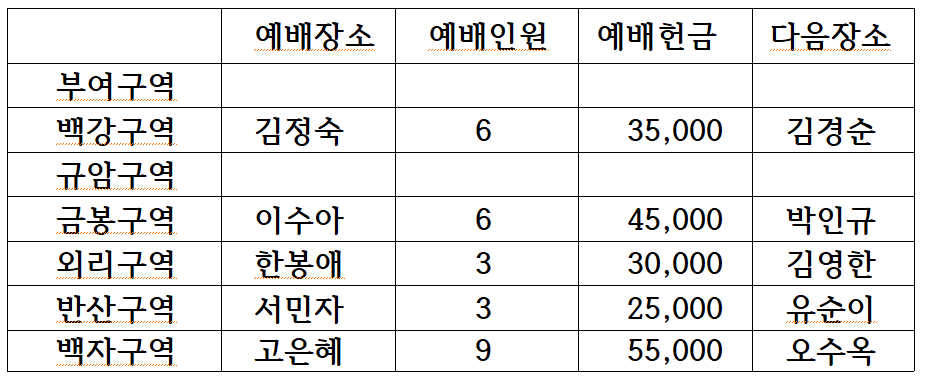 예배장소 예배인원 예배헌금 다음장소
부여구역
백강구역 김정숙 6 35,000 김경순
규암구역
금봉구역 이수아 6 45,000 박인규
외리구역 한봉애 3 30,000 김영한
반산구역 서민자 3 25,000 유순이
백자구역 고은혜 9 55,000 오수옥